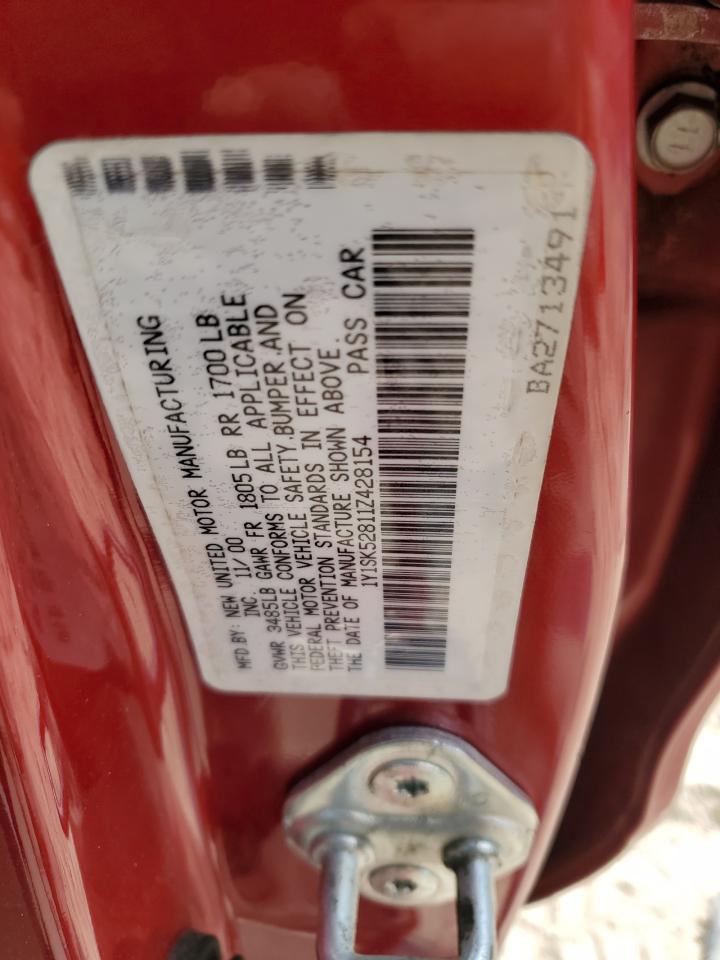 MFD.BY: NEW UNITED MOTOR MANUFACTURING
INC. 11/00
GVWR 3485LB GAWR FR 1805LB RR 1700LB
THIS VEHICLE CONFORMS TO ALL APPLICABLE
FEDERAL MOTOR VEHICLE SAFETY,BUMPER,AND
THEFT PREVENTION STANDARDS IN EFFECT ON
THE DATE OF MANUFACTURE SHOWN ABOVE.
1Y1SK52811Z428154 PASS CAR
BA2713491